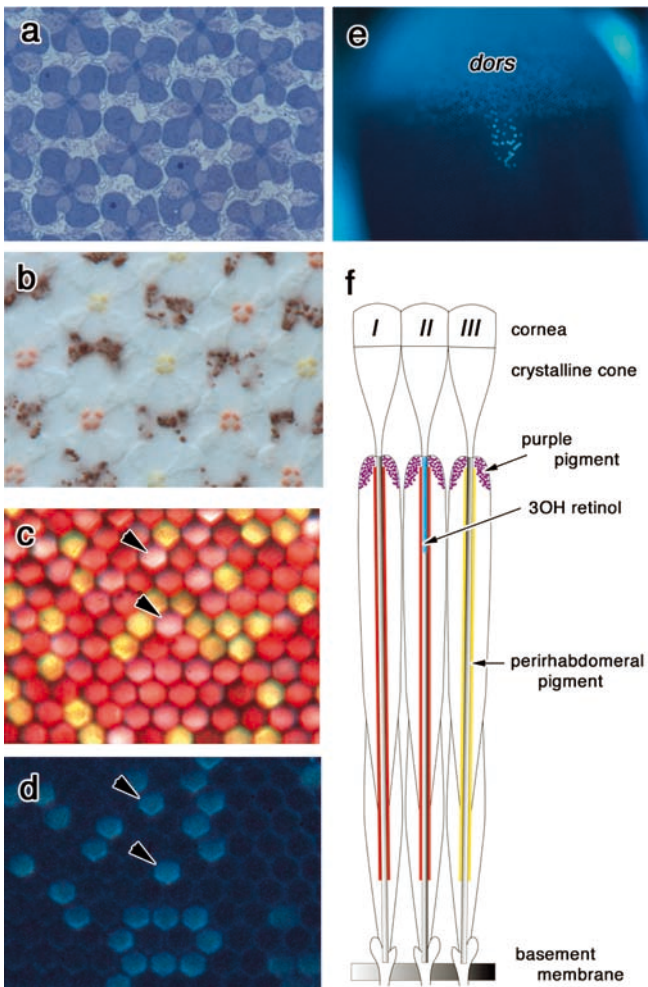 a
b
c
d
e
dors
f
I II III
cornea
crystalline cone
purple
pigment
3OH retinol
perirhabdomeral
pigment
basement
membrane